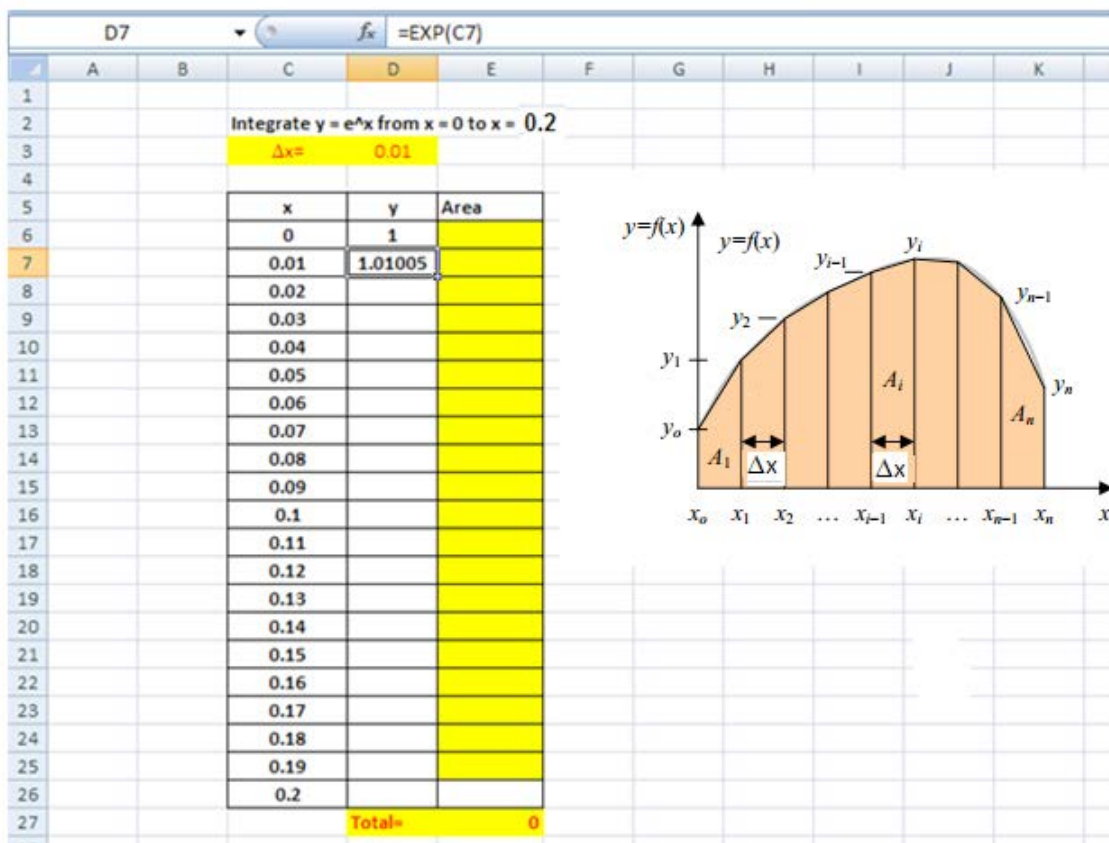 D7 fx =EXP(C7)
A B C D E F G H I J K
1
2 Integrate y = e^x from x = 0 to x = 0.2
3 Δx= 0.01
4
5 x y Area
6 0 1
7 0.01 1.01005
8 0.02
9 0.03
10 0.04
11 0.05
12 0.06
13 0.07
14 0.08
15 0.09
16 0.1
17 0.11
18 0.12
19 0.13
20 0.14
21 0.15
22 0.16
23 0.17
24 0.18
25 0.19
26 0.2
27 Total= 0
y=f(x)
y=f(x)
yi
yi−1
yn−1
y2
y1
Ai
yn
yo
An
A1
Δx
Δx
xo x1 x2 ... xi−1 xi ... xn−1 xn x